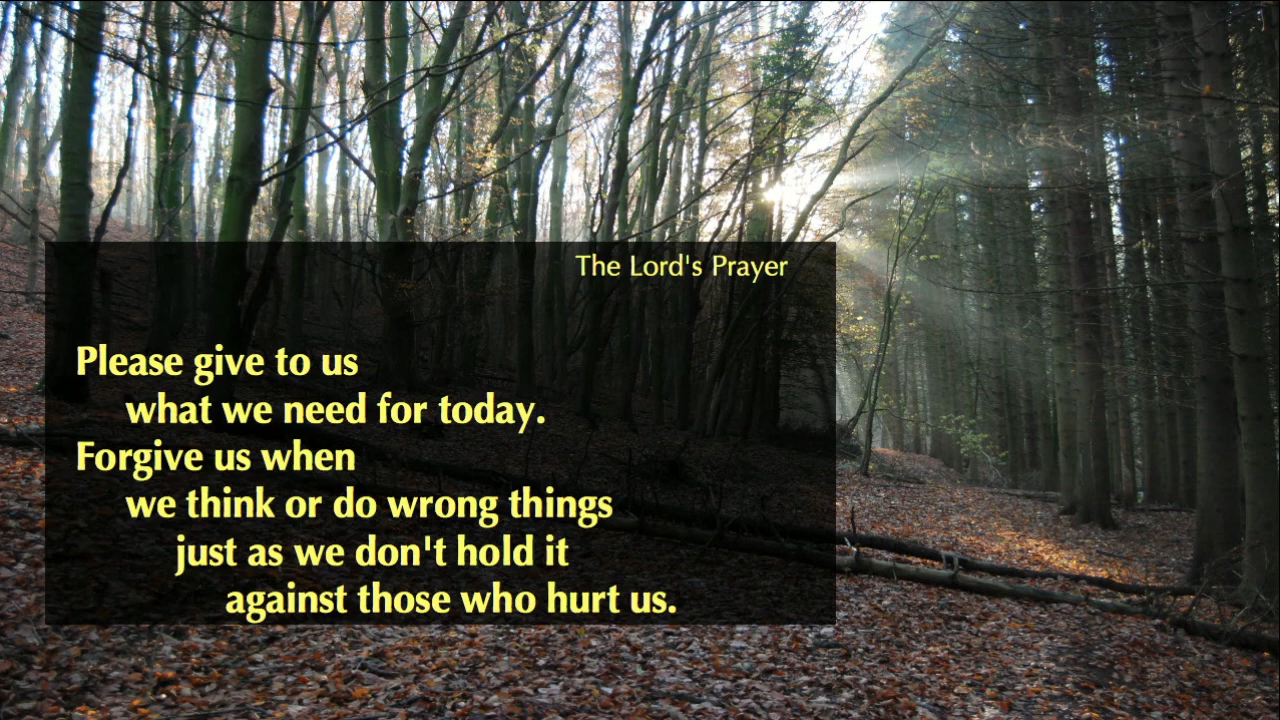 The Lord's Prayer
Please give to us
what we need for today.
Forgive us when
we think or do wrong things
just as we don't hold it
against those who hurt us.